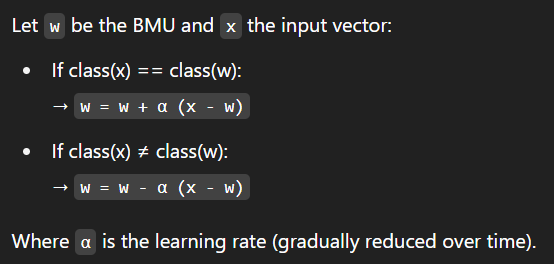 Let w be the BMU and x the input vector:
• If class(x) == class(w):
→ w = w + α (x - w)
• If class(x) ≠ class(w):
→ w = w - α (x - w)
Where α is the learning rate (gradually reduced over time).